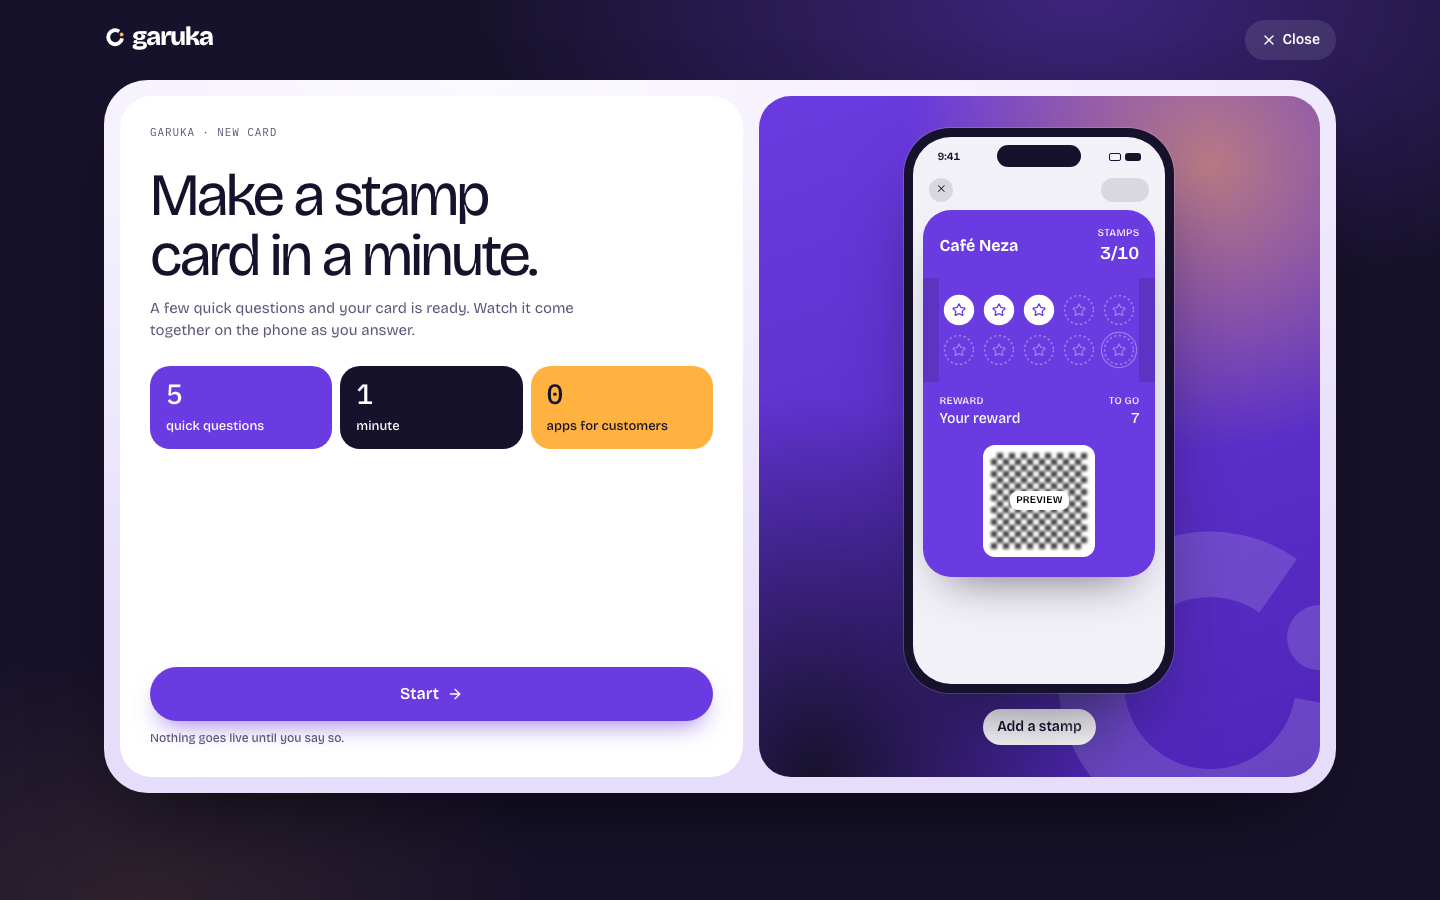 garuka
Close
GARUKA · NEW CARD
Make a stamp
card in a minute.
A few quick questions and your card is ready. Watch it come
together on the phone as you answer.
5
quick questions
1
minute
0
apps for customers
Start →
Nothing goes live until you say so.
9:41
Café Neza
STAMPS
3/10
REWARD
Your reward
TO GO
7
PREVIEW
Add a stamp